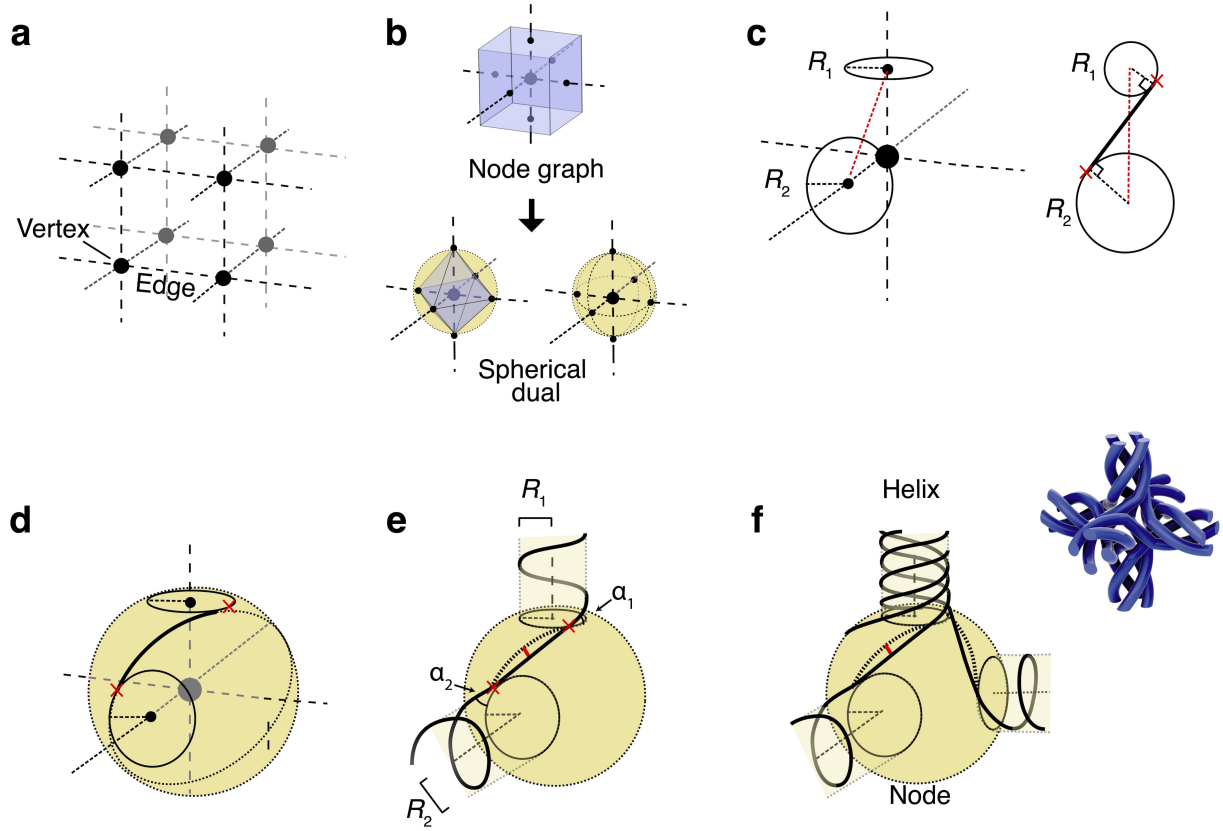 a
b
c
Vertex
Edge
Node graph
Spherical
dual
R1
R2
R1
R2
d
e
f
R1
α1
α2
R2
Helix
Node